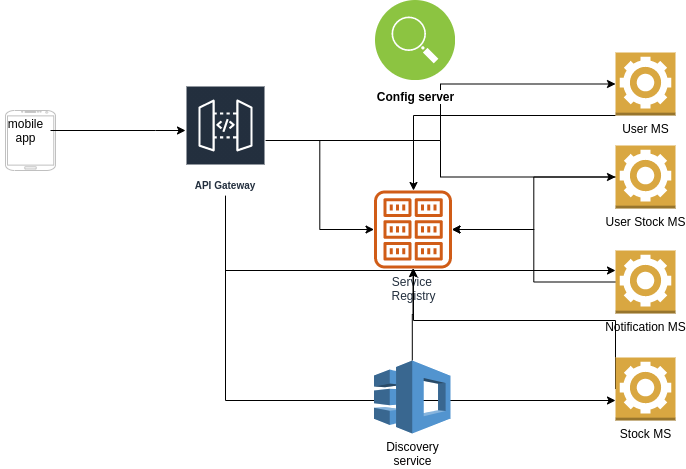 Config server
mobile
app
User MS
API Gateway
User Stock MS
Service
Registry
Notification MS
Stock MS
Discovery
service